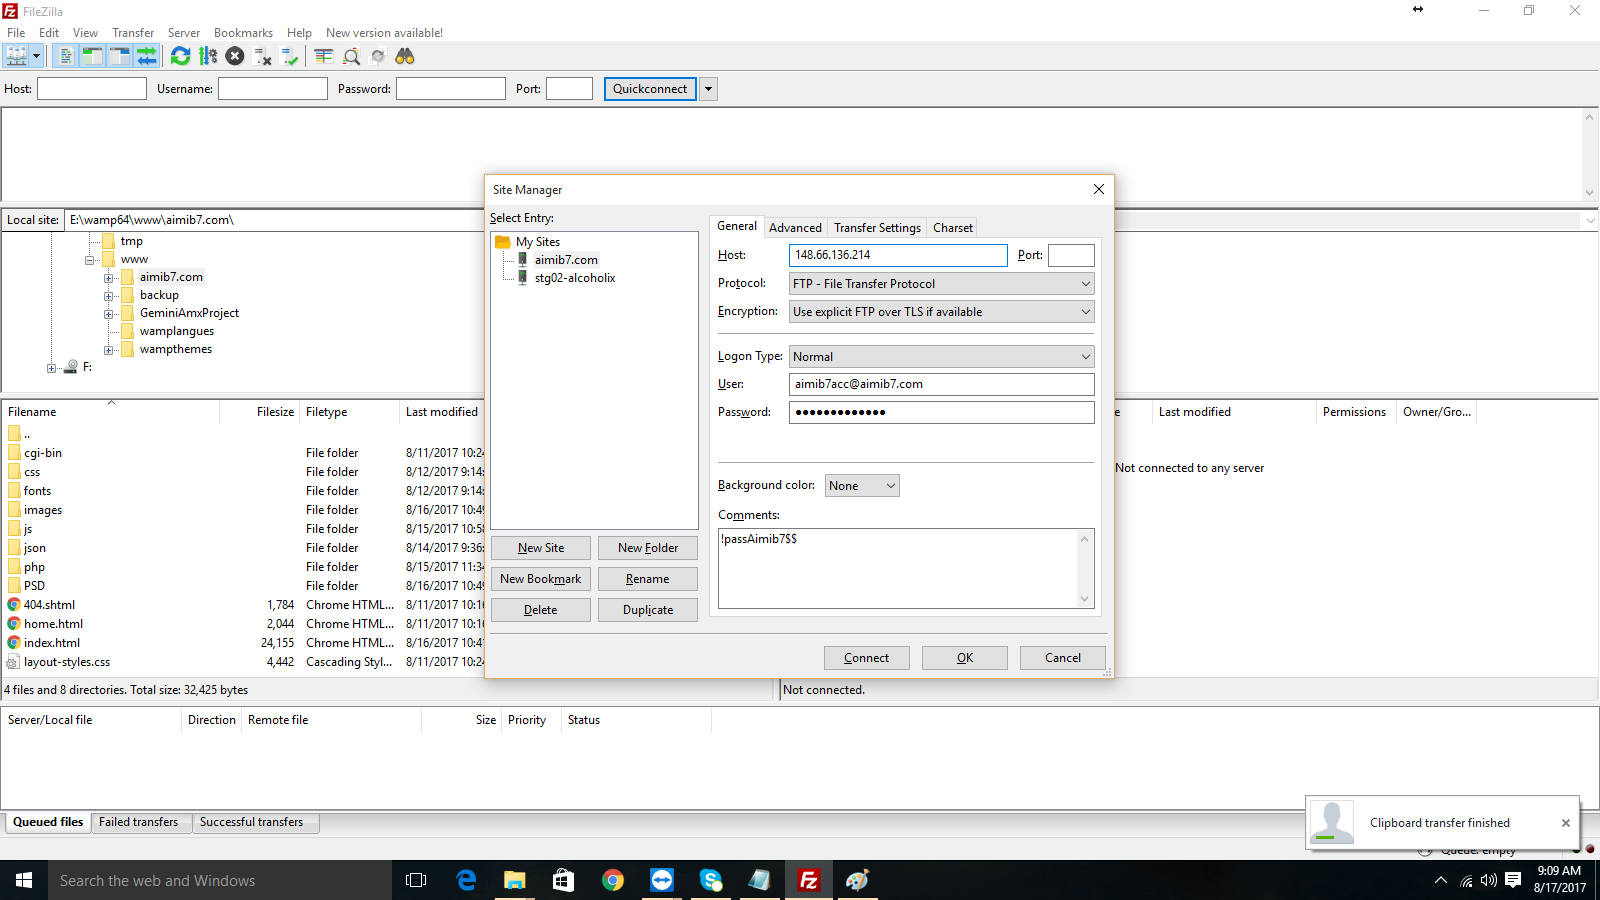 FileZilla
File Edit View Transfer Server Bookmarks Help New version available!
Host: Username: Password: Port: Quickconnect
Site Manager
Local site: E:\wamp64\www\aimib7.com\
tmp
www
aimib7.com
backup
GeminiAmxProject
wamplangues
wampthemes
F:
Filename Filesize Filetype Last modified
..
cgi-bin File folder 8/11/2017 10:24
css File folder 8/12/2017 9:14:
fonts File folder 8/12/2017 9:14:
images File folder 8/16/2017 10:49
js File folder 8/15/2017 10:58
json File folder 8/14/2017 9:36:
php File folder 8/15/2017 11:34
PSD File folder 8/16/2017 10:49
404.shtml 1,784 Chrome HTML... 8/11/2017 10:16
home.html 2,044 Chrome HTML... 8/11/2017 10:16
index.html 24,155 Chrome HTML... 8/16/2017 10:41
layout-styles.css 4,442 Cascading Styl... 8/11/2017 10:24
4 files and 8 directories. Total size: 32,425 bytes
Select Entry:
My Sites
aimib7.com
stg02-alcoholix
New Site New Folder
New Bookmark Rename
Delete Duplicate
General Advanced Transfer Settings Charset
Host: 148.66.136.214 Port:
Protocol: FTP - File Transfer Protocol
Encryption: Use explicit FTP over TLS if available
Logon Type: Normal
User: aimib7acc@aimib7.com
Password: ●●●●●●●●●●●●●
Background color: None
Comments:
!passAimib7$$
Connect OK Cancel
e Last modified Permissions Owner/Gro...
Not connected to any server
Not connected.
Server/Local file Direction Remote file Size Priority Status
Queued files Failed transfers Successful transfers
Clipboard transfer finished
Queue: empty
Search the web and Windows
9:09 AM
8/17/2017